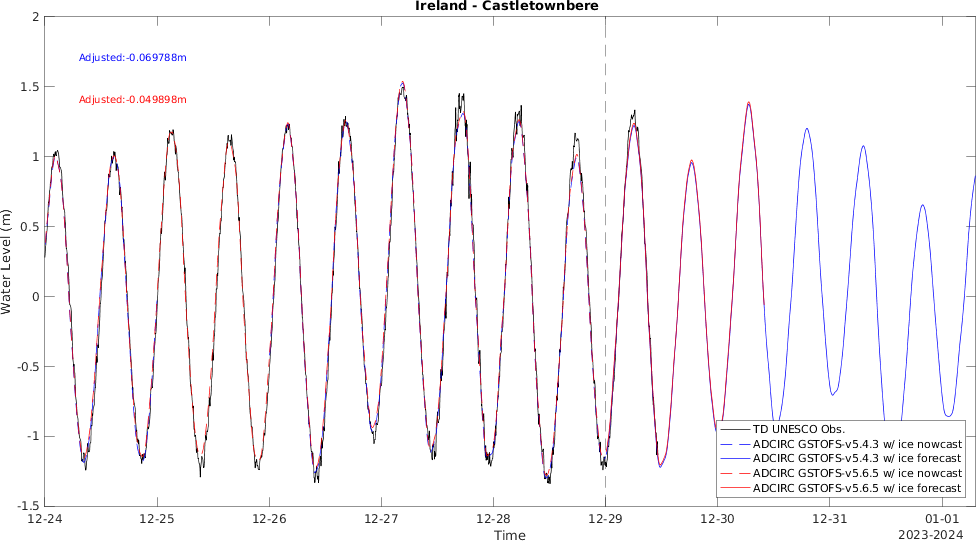 Ireland - Castletownbere
2
1.5
1
0.5
0
-0.5
-1
-1.5
Water Level (m)
Adjusted:-0.069788m
Adjusted:-0.049898m
TD UNESCO Obs.
ADCIRC GSTOFS-v5.4.3 w/ ice nowcast
ADCIRC GSTOFS-v5.4.3 w/ ice forecast
ADCIRC GSTOFS-v5.6.5 w/ ice nowcast
ADCIRC GSTOFS-v5.6.5 w/ ice forecast
12-24 12-25 12-26 12-27 12-28 12-29 12-30 12-31 01-01
Time
2023-2024